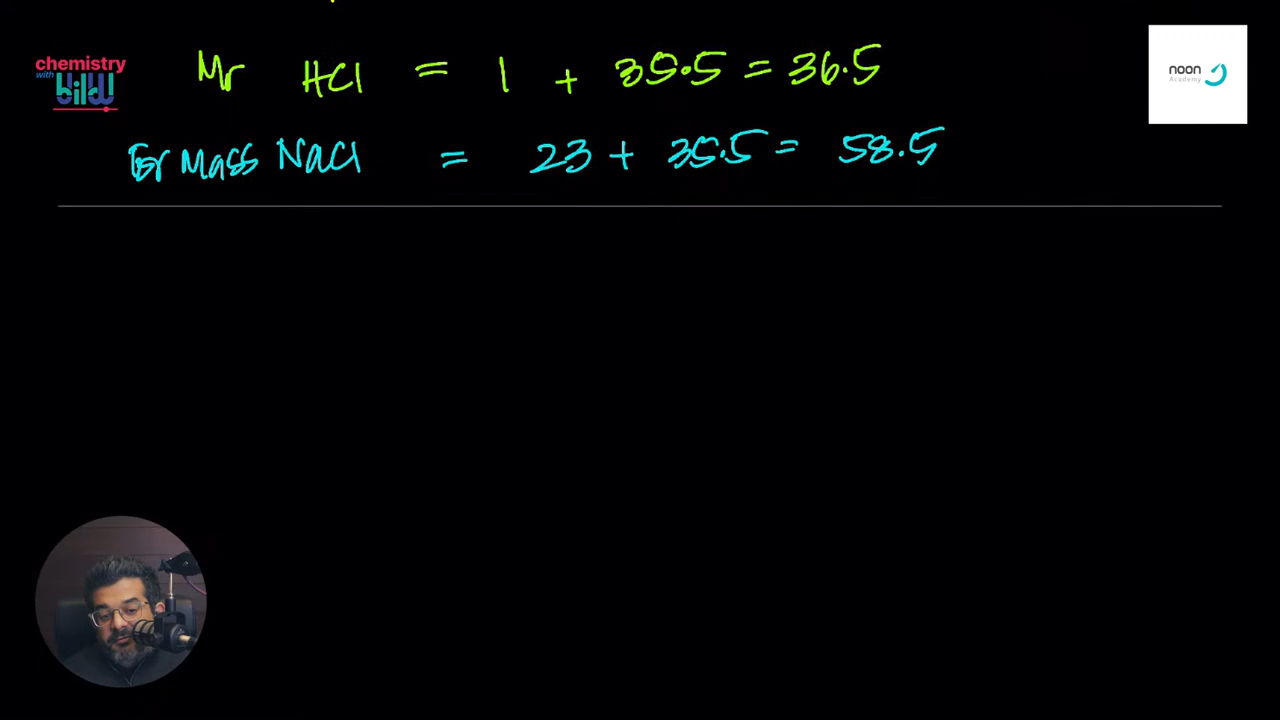 chemistry
with
bilal
noon
Academy
Mr HCl = 1 + 35.5 = 36.5
For Mass NaCl = 23 + 35.5 = 58.5